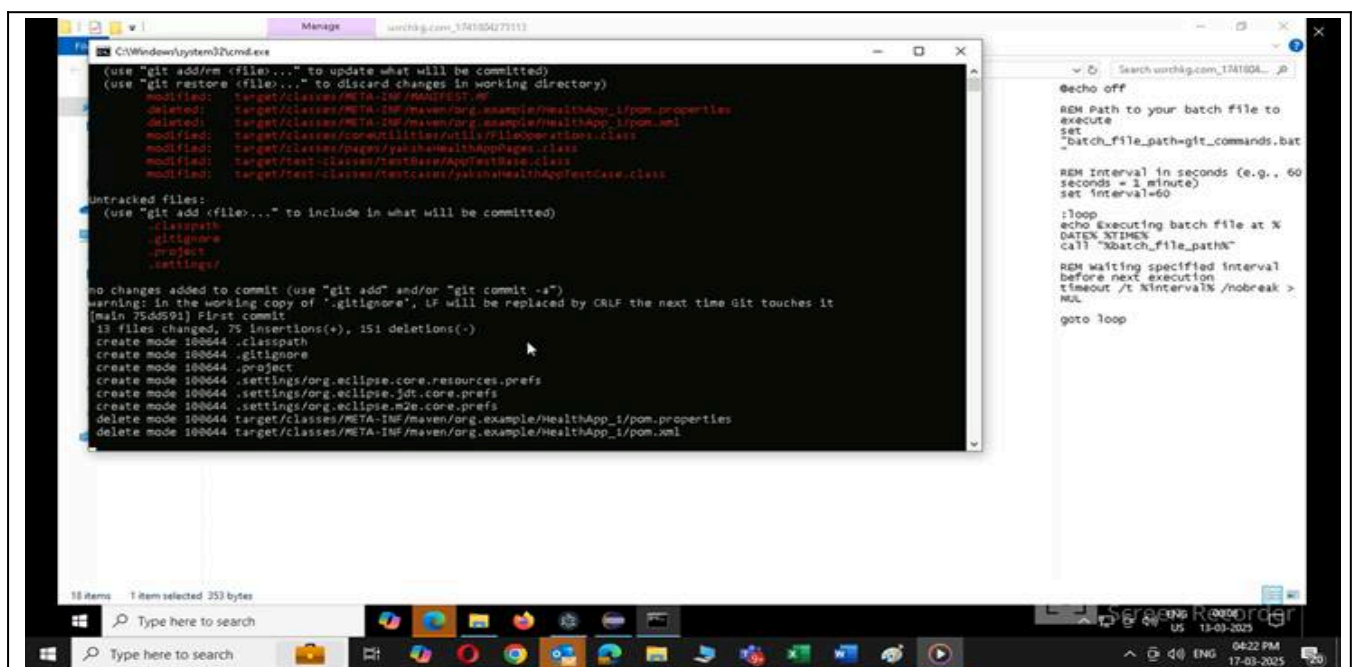 Manage
C:\Windows\system32\cmd.exe
(use "git add/rm <file>..." to update what will be committed)
(use "git restore <file>..." to discard changes in working directory)
modified: target/classes/META-INF/MANIFEST.MF
deleted: target/classes/META-INF/maven/org.example/HealthApp_1/pom.properties
deleted: target/classes/META-INF/maven/org.example/HealthApp_1/pom.xml
modified: target/classes/coreUtilities/utils/FileOperations.class
modified: target/classes/pages/yakshaHealthAppPages.class
modified: target/test-classes/testBase/AppTestBase.class
modified: target/test-classes/testcases/yakshaHealthAppTestCase.class
Untracked files:
(use "git add <file>..." to include in what will be committed)
.classpath
.gitignore
.project
.settings/
no changes added to commit (use "git add" and/or "git commit -a")
warning: in the working copy of '.gitignore', LF will be replaced by CRLF the next time Git touches it
[main 75dd591] First commit
13 files changed, 75 insertions(+), 151 deletions(-)
create mode 100644 .classpath
create mode 100644 .gitignore
create mode 100644 .project
create mode 100644 .settings/org.eclipse.core.resources.prefs
create mode 100644 .settings/org.eclipse.jdt.core.prefs
create mode 100644 .settings/org.eclipse.m2e.core.prefs
delete mode 100644 target/classes/META-INF/maven/org.example/HealthApp_1/pom.properties
delete mode 100644 target/classes/META-INF/maven/org.example/HealthApp_1/pom.xml
Search
@echo off
REM Path to your batch file to
execute
set
"batch_file_path=git_commands.bat
"
REM Interval in seconds (e.g., 60
seconds = 1 minute)
set interval=60
:loop
echo Executing batch file at %
DATE% %TIME%
call "%batch_file_path%"
REM Waiting specified interval
before next execution
timeout /t %interval% /nobreak >
NUL
goto loop
18 items 1 item selected 353 bytes
Type here to search
Screen Recorder
ENG
US
13-03-2025
Type here to search
ENG
04:22 PM
17-03-2025
20